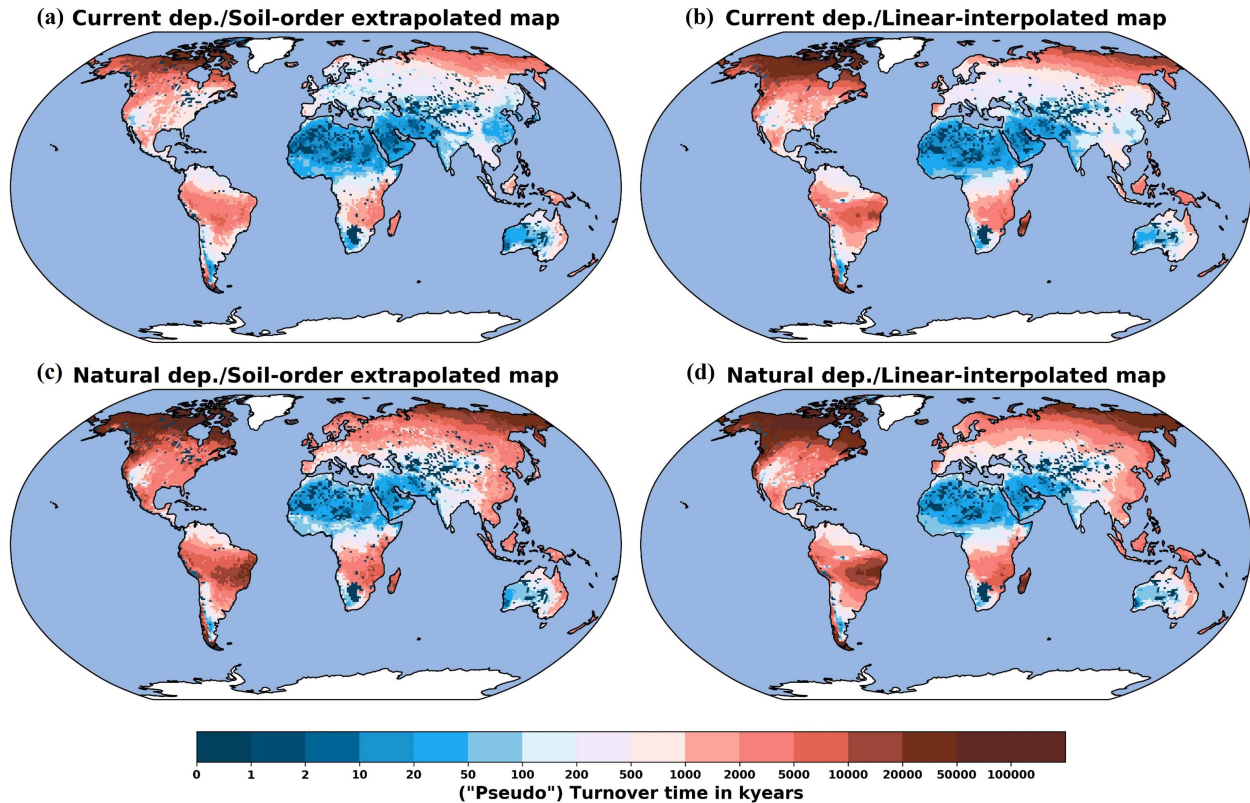 (a) Current dep./Soil-order extrapolated map
(b) Current dep./Linear-interpolated map
(c) Natural dep./Soil-order extrapolated map
(d) Natural dep./Linear-interpolated map
0 1 2 10 20 50 100 200 500 1000 2000 5000 10000 20000 50000 100000
("Pseudo") Turnover time in kyears